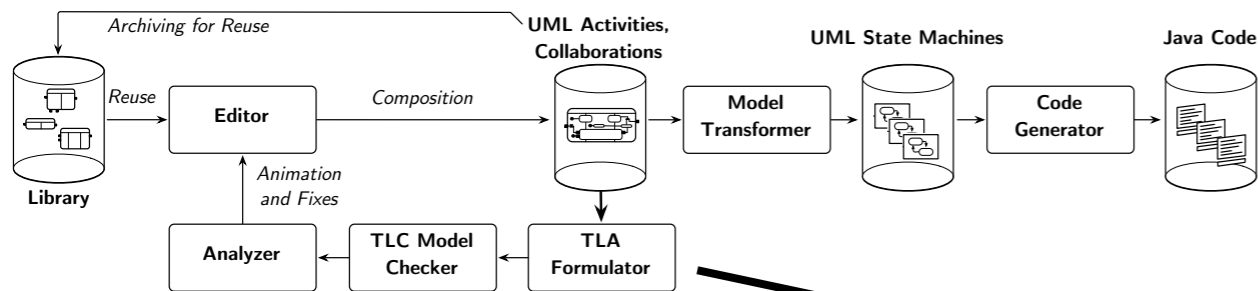 Archiving for Reuse
UML Activities,
Collaborations
UML State Machines
Java Code
Reuse
Editor
Composition
Model
Transformer
Code
Generator
Library
Animation
and Fixes
Analyzer
TLC Model
Checker
TLA
Formulator